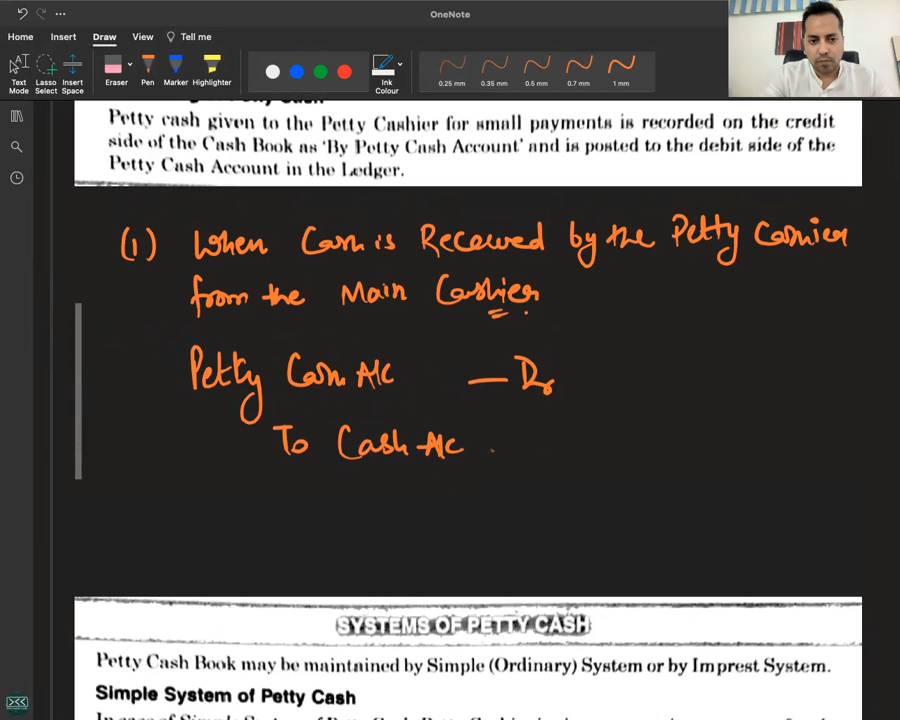 OneNote
Home Insert Draw View Tell me
Text Mode
Lasso Select
Insert Space
Eraser
Pen
Marker
Highlighter
Ink Colour
0.25 mm 0.35 mm 0.5 mm 0.7 mm 1 mm
Petty cash given to the Petty Cashier for small payments is recorded on the credit
side of the Cash Book as 'By Petty Cash Account' and is posted to the debit side of the
Petty Cash Account in the Ledger.
(1) When Cash is Received by the Petty Cashier
from the Main Cashier
Petty Cash A/c — Dr
To Cash A/c
SYSTEMS OF PETTY CASH
Petty Cash Book may be maintained by Simple (Ordinary) System or by Imprest System.
Simple System of Petty Cash